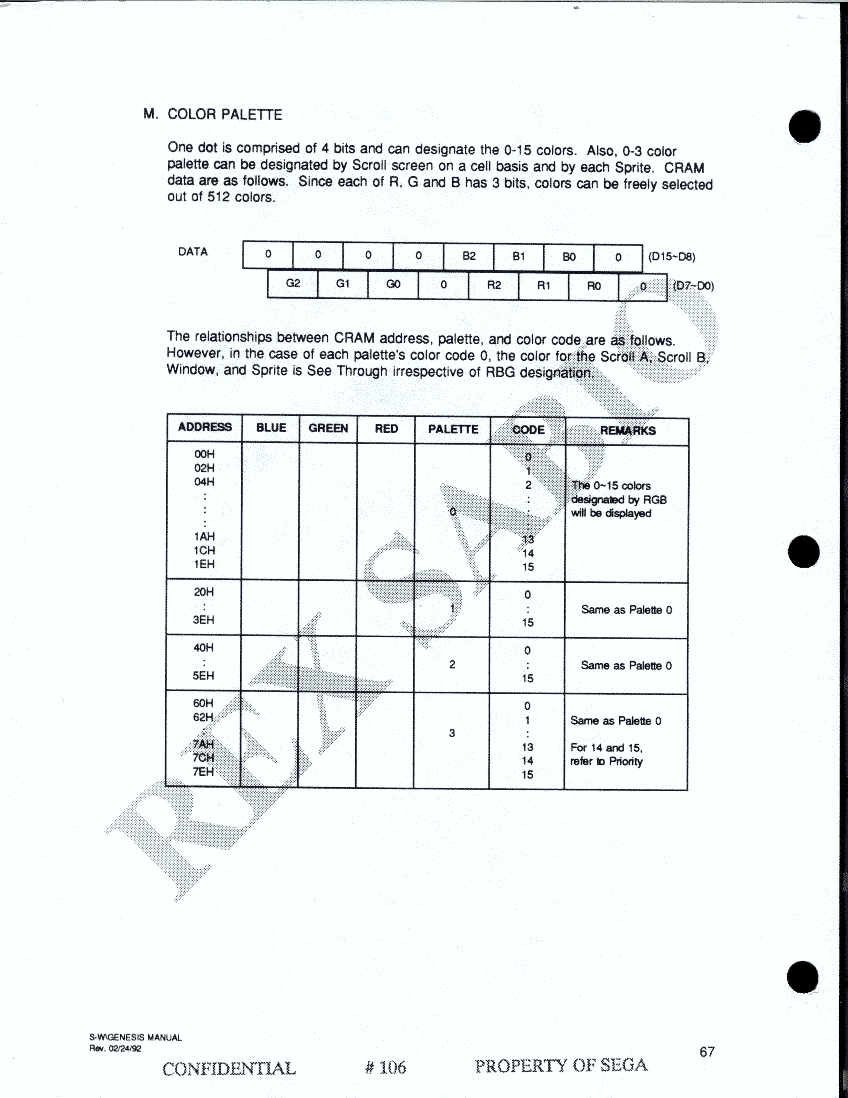 M. COLOR PALETTE
One dot is comprised of 4 bits and can designate the 0-15 colors. Also, 0-3 color
palette can be designated by Scroll screen on a cell basis and by each Sprite. CRAM
data are as follows. Since each of R, G and B has 3 bits, colors can be freely selected
out of 512 colors.
DATA 0 0 0 0 B2 B1 B0 0 (D15~D8)
G2 G1 G0 0 R2 R1 R0 0 (D7~D0)
The relationships between CRAM address, palette, and color code are as follows.
However, in the case of each palette's color code 0, the color for the Scroll A, Scroll B,
Window, and Sprite is See Through irrespective of RBG designation.
ADDRESS BLUE GREEN RED PALETTE CODE REMARKS
00H 0
02H 1
04H 2 The 0~15 colors
: : designated by RGB
: 0 : will be displayed
: :
1AH 13
1CH 14
1EH 15
20H 0
: 1 : Same as Palette 0
3EH 15
40H 0
: 2 : Same as Palette 0
5EH 15
60H 0
62H 1 Same as Palette 0
: 3 :
7AH 13 For 14 and 15,
7CH 14 refer to Priority
7EH 15
REX SABIO
S-W\GENESIS MANUAL
Rev. 02/24/92
67
CONFIDENTIAL # 106 PROPERTY OF SEGA